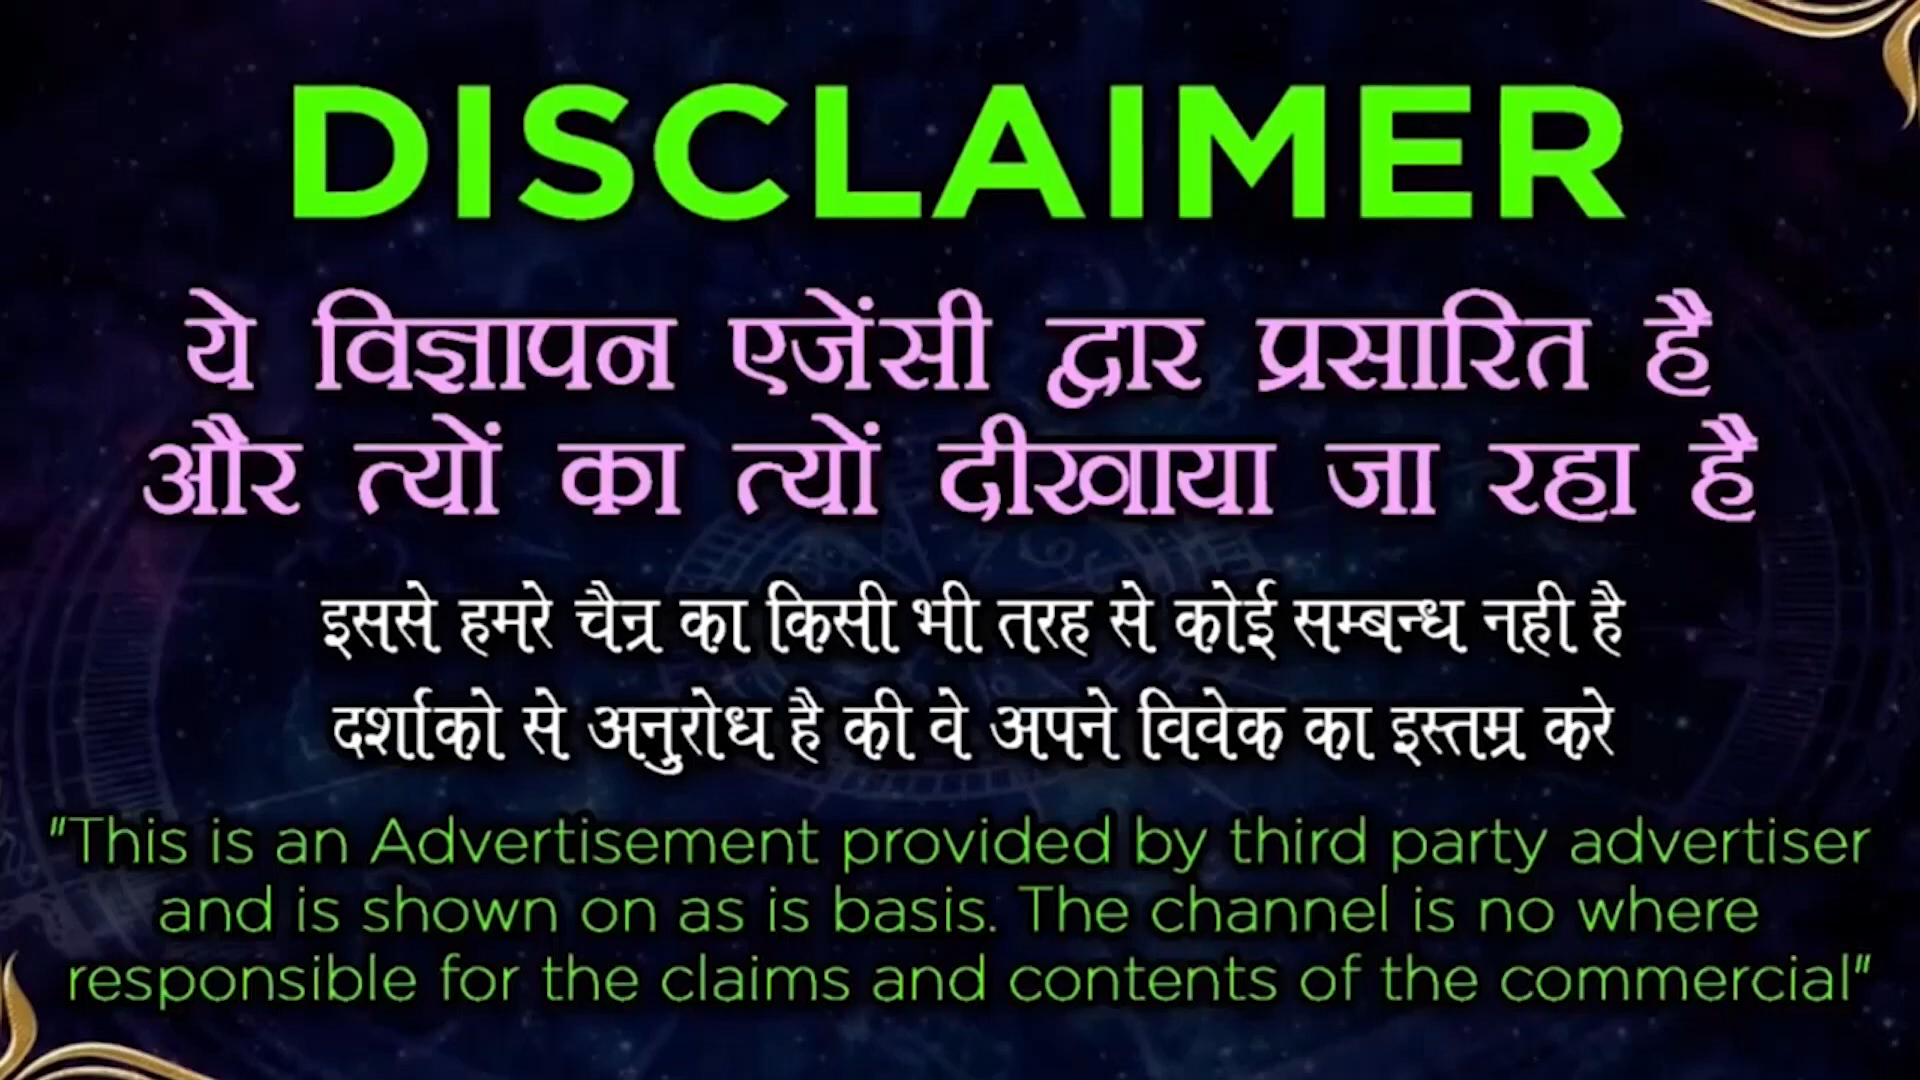 DISCLAIMER
ये विज्ञापन एजेंसी द्वार प्रसारित है
और त्यों का त्यों दीखाया जा रहा है
इससे हमरे चैन्र का किसी भी तरह से कोई सम्बन्ध नही है
दर्शाको से अनुरोध है की वे अपने विवेक का इस्तम्र करे
"This is an Advertisement provided by third party advertiser
and is shown on as is basis. The channel is no where
responsible for the claims and contents of the commercial"